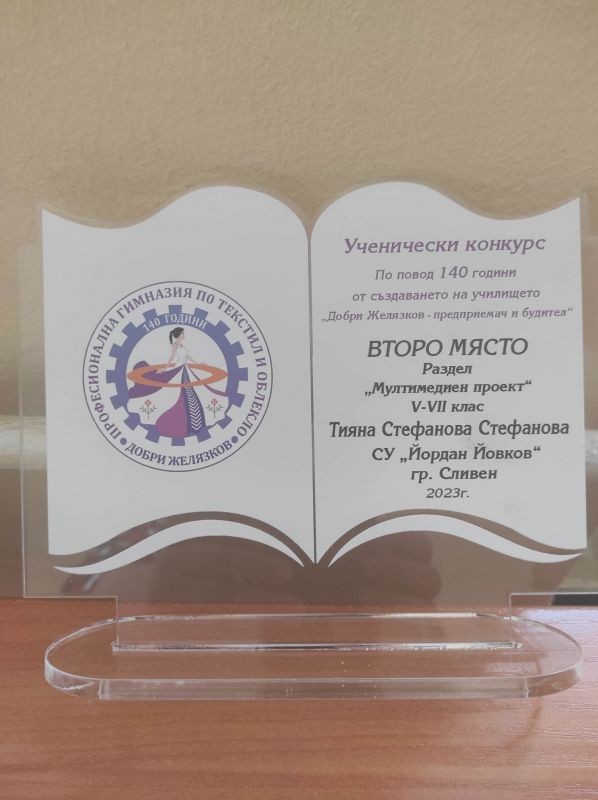 ПРОФЕСИОНАЛНА ГИМНАЗИЯ ПО ТЕКСТИЛ И ОБЛЕКЛО
140 ГОДИНИ
• ДОБРИ ЖЕЛЯЗКОВ •
Ученически конкурс
По повод 140 години
от създаването на училището
„Добри Желязков - предприемач и будител“
ВТОРО МЯСТО
Раздел
„Мултимедиен проект“
V-VII клас
Тияна Стефанова Стефанова
СУ „Йордан Йовков“
гр. Сливен
2023г.